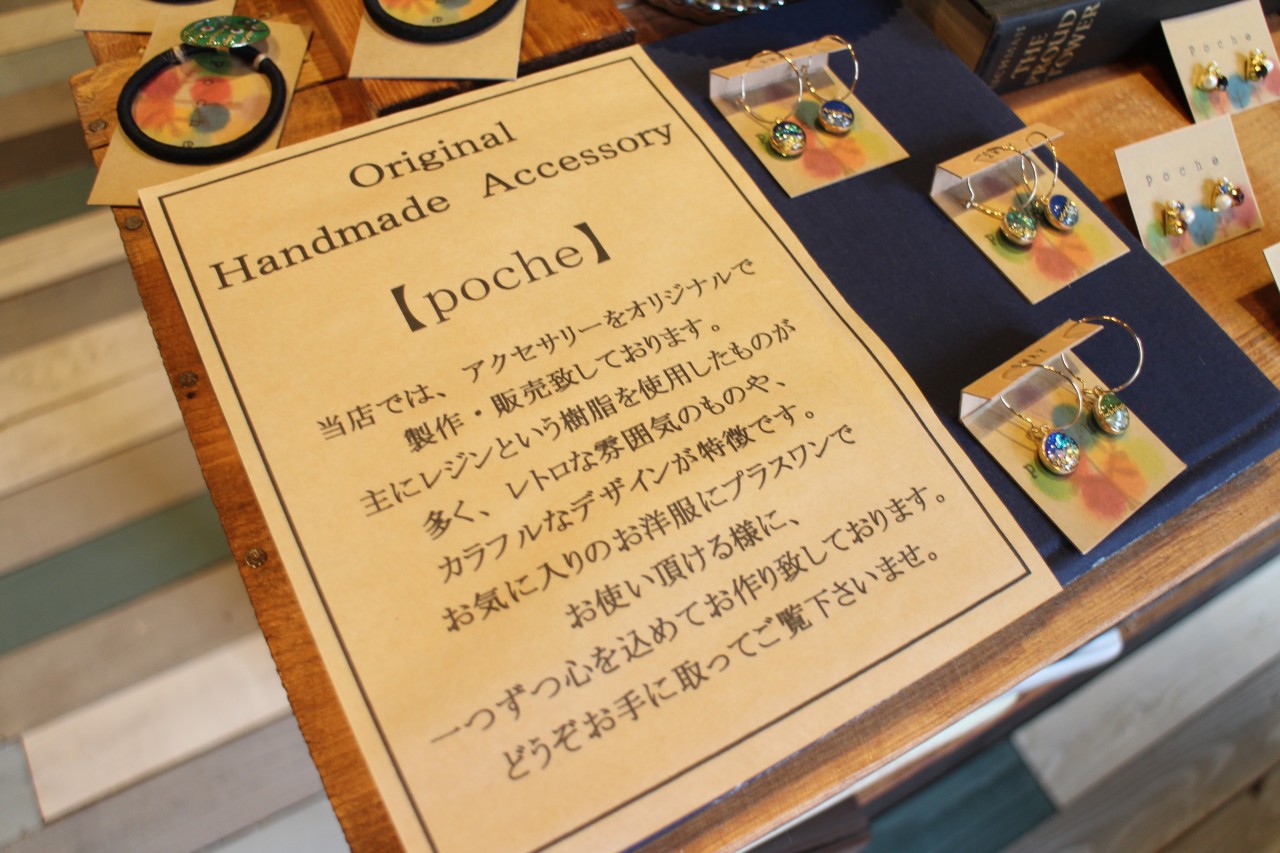 Original
Handmade Accessory
【poche】
当店では、アクセサリーをオリジナルで
製作・販売致しております。
主にレジンという樹脂を使用したものが
多く、レトロな雰囲気のものや、
カラフルなデザインが特徴です。
お気に入りのお洋服にプラスワンで
お使い頂ける様に、
一つずつ心を込めてお作り致しております。
どうぞお手に取ってご覧下さいませ。
THE
PROUD
TOWER
poche
poche